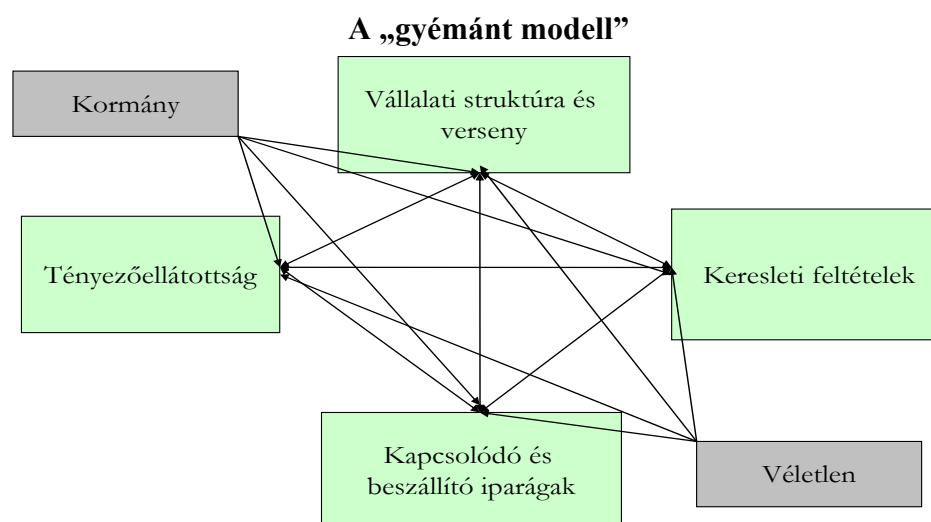 A „gyémánt modell”
Kormány
Vállalati struktúra és
verseny
Tényezőellátottság
Keresleti feltételek
Kapcsolódó és
beszállító iparágak
Véletlen